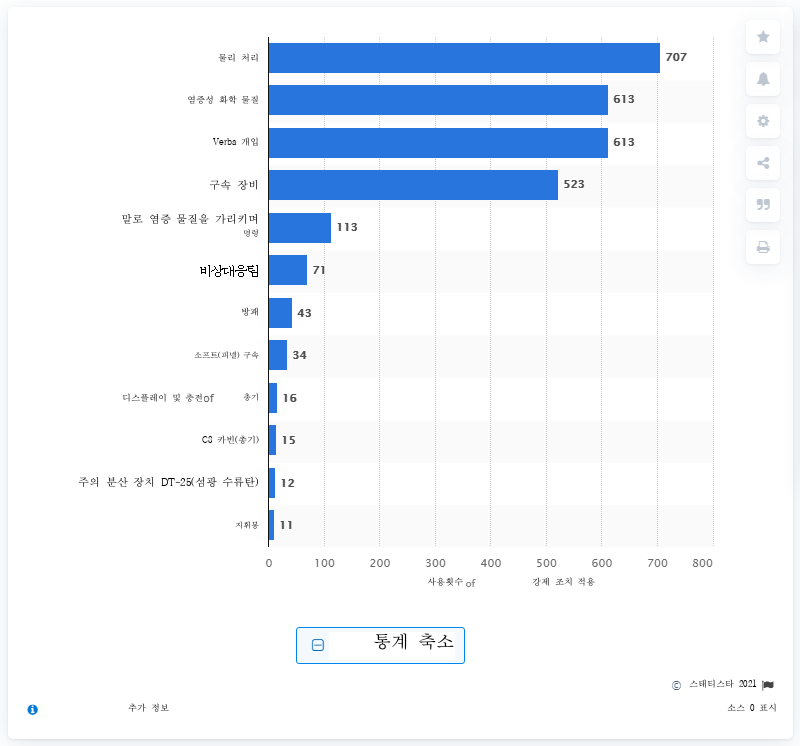 물리 처리
707
염증성 화학 물질
613
Verbs 개입
613
구속 장비
523
말로 염증 물질을 가리키며
명령
113
비상대응팀
71
방패
43
소프트(피넬) 구속
34
디스플레이 및 충전of 총기
16
C8 카빈(총기)
15
주의 분산 장치 DT-25(섬광 수류탄)
12
지휘봉
11
0 100 200 300 400 500 600 700 800
사용횟수 of 강제 조치 적용
통계 축소
© 스태티스타 2021
추가 정보
소스 0 표시